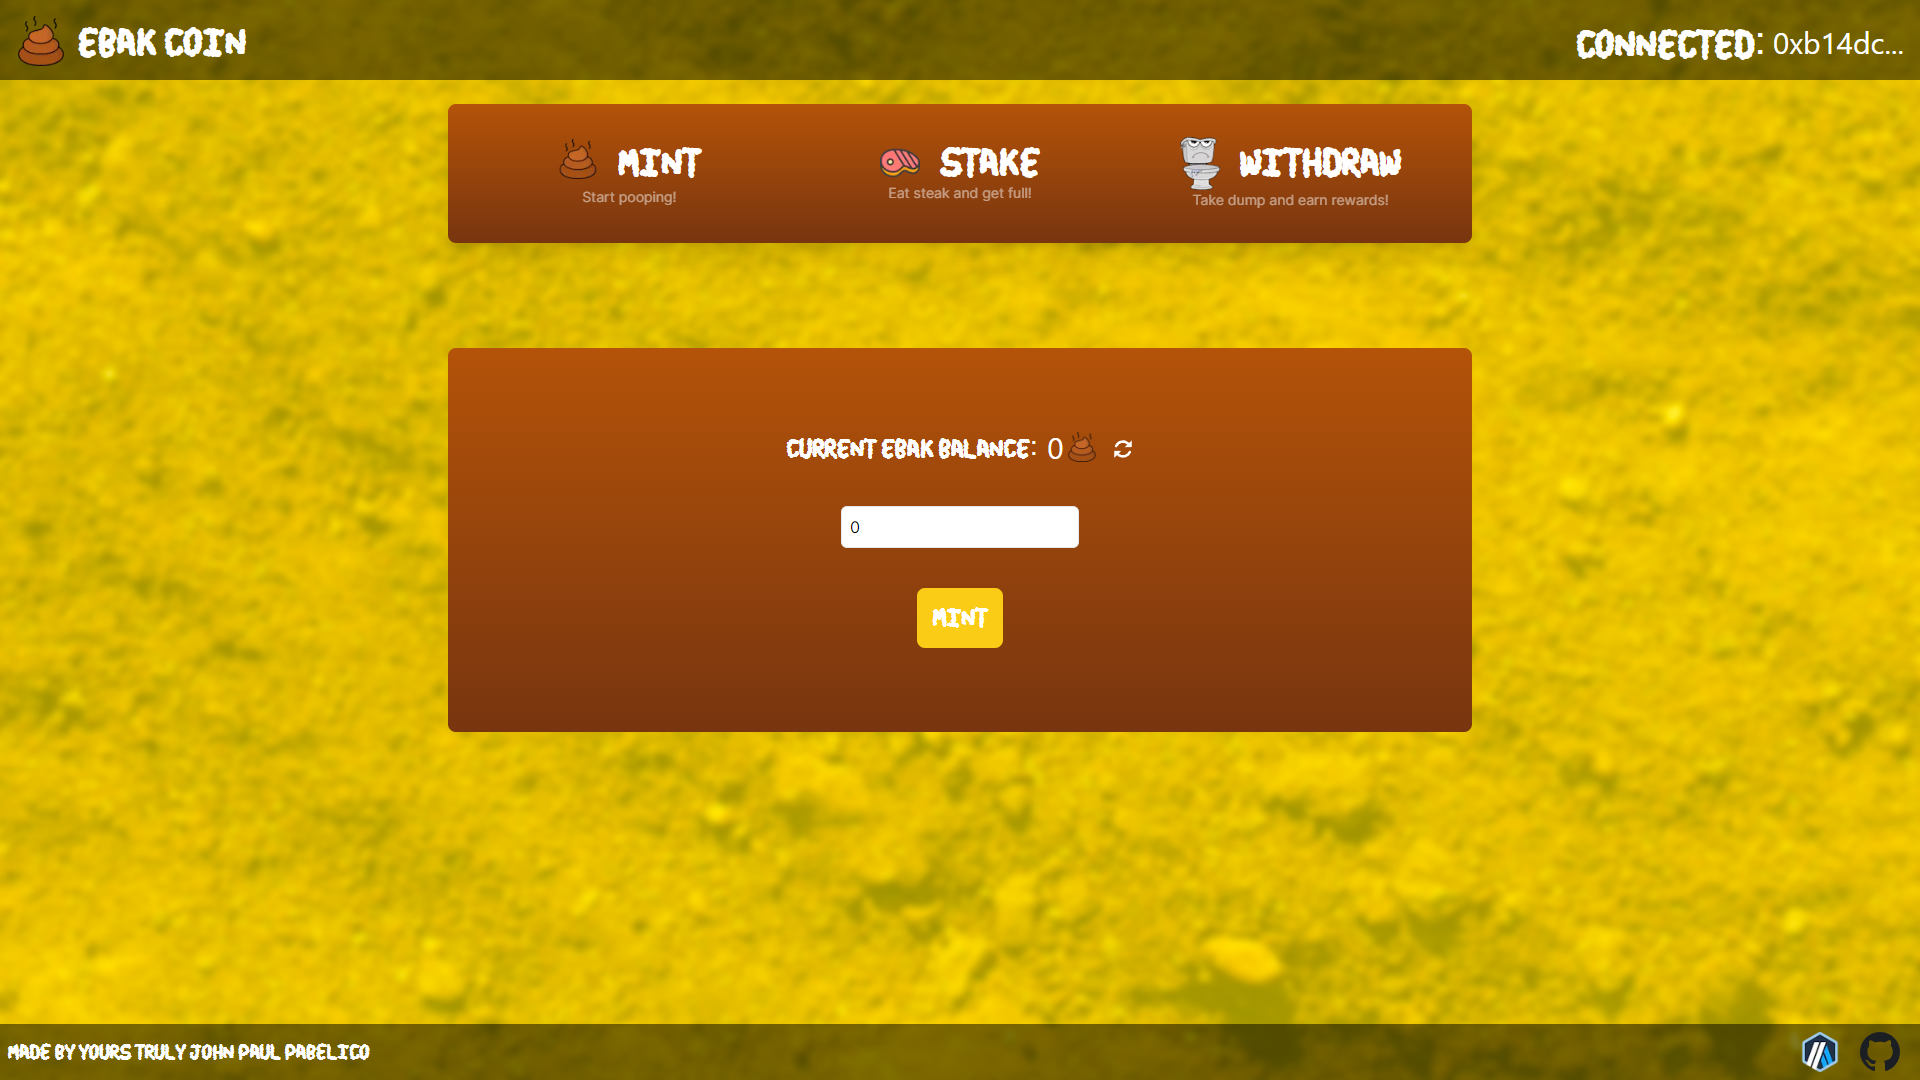 EBAK COIN
CONNECTED: 0xb14dc...
MINT
Start pooping!
STAKE
Eat steak and get full!
WITHDRAW
Take dump and earn rewards!
CURRENT EBAK BALANCE: 0
0
MINT
MADE BY YOURS TRULY JOHN PAUL PABELICO